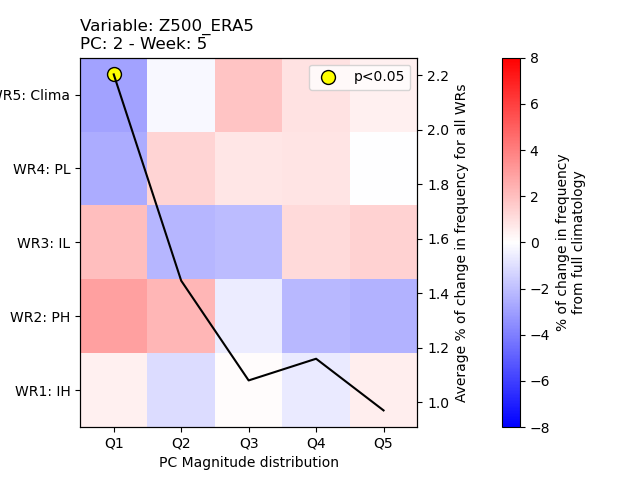 Variable: Z500_ERA5
PC: 2 - Week: 5
p<0.05
WR5: Clima
WR4: PL
WR3: IL
WR2: PH
WR1: IH
Q1 Q2 Q3 Q4 Q5
PC Magnitude distribution
2.2
2.0
1.8
1.6
1.4
1.2
1.0
Average % of change in frequency for all WRs
8
6
4
2
0
−2
−4
−6
−8
% of change in frequency
from full climatology